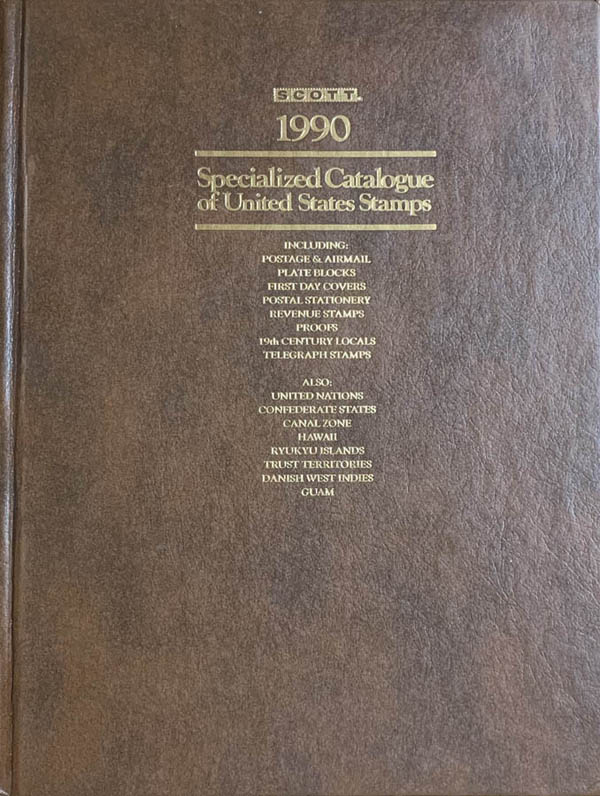 SCOTT.
1990
Specialized Catalogue
of United States Stamps
INCLUDING:
POSTAGE & AIRMAIL
PLATE BLOCKS
FIRST DAY COVERS
POSTAL STATIONERY
REVENUE STAMPS
PROOFS
19th CENTURY LOCALS
TELEGRAPH STAMPS
ALSO:
UNITED NATIONS
CONFEDERATE STATES
CANAL ZONE
HAWAII
RYUKYU ISLANDS
TRUST TERRITORIES
DANISH WEST INDIES
GUAM